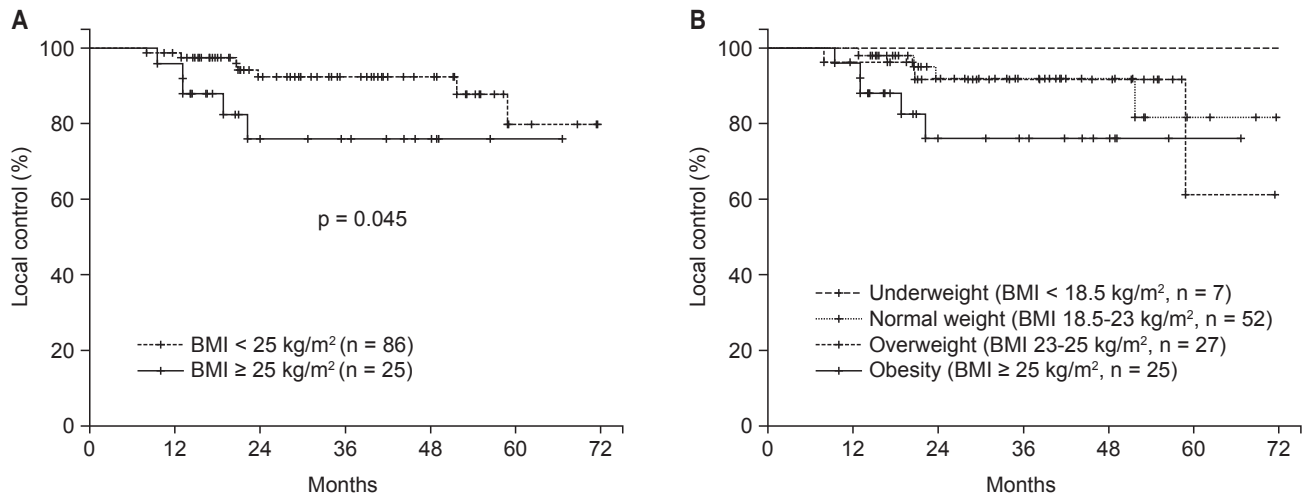 A
Local control (%)
100
80
60
40
20
0
p = 0.045
BMI < 25 kg/m² (n = 86)
BMI ≥ 25 kg/m² (n = 25)
0 12 24 36 48 60 72
Months
B
Local control (%)
100
80
60
40
20
0
Underweight (BMI < 18.5 kg/m², n = 7)
Normal weight (BMI 18.5-23 kg/m², n = 52)
Overweight (BMI 23-25 kg/m², n = 27)
Obesity (BMI ≥ 25 kg/m², n = 25)
0 12 24 36 48 60 72
Months